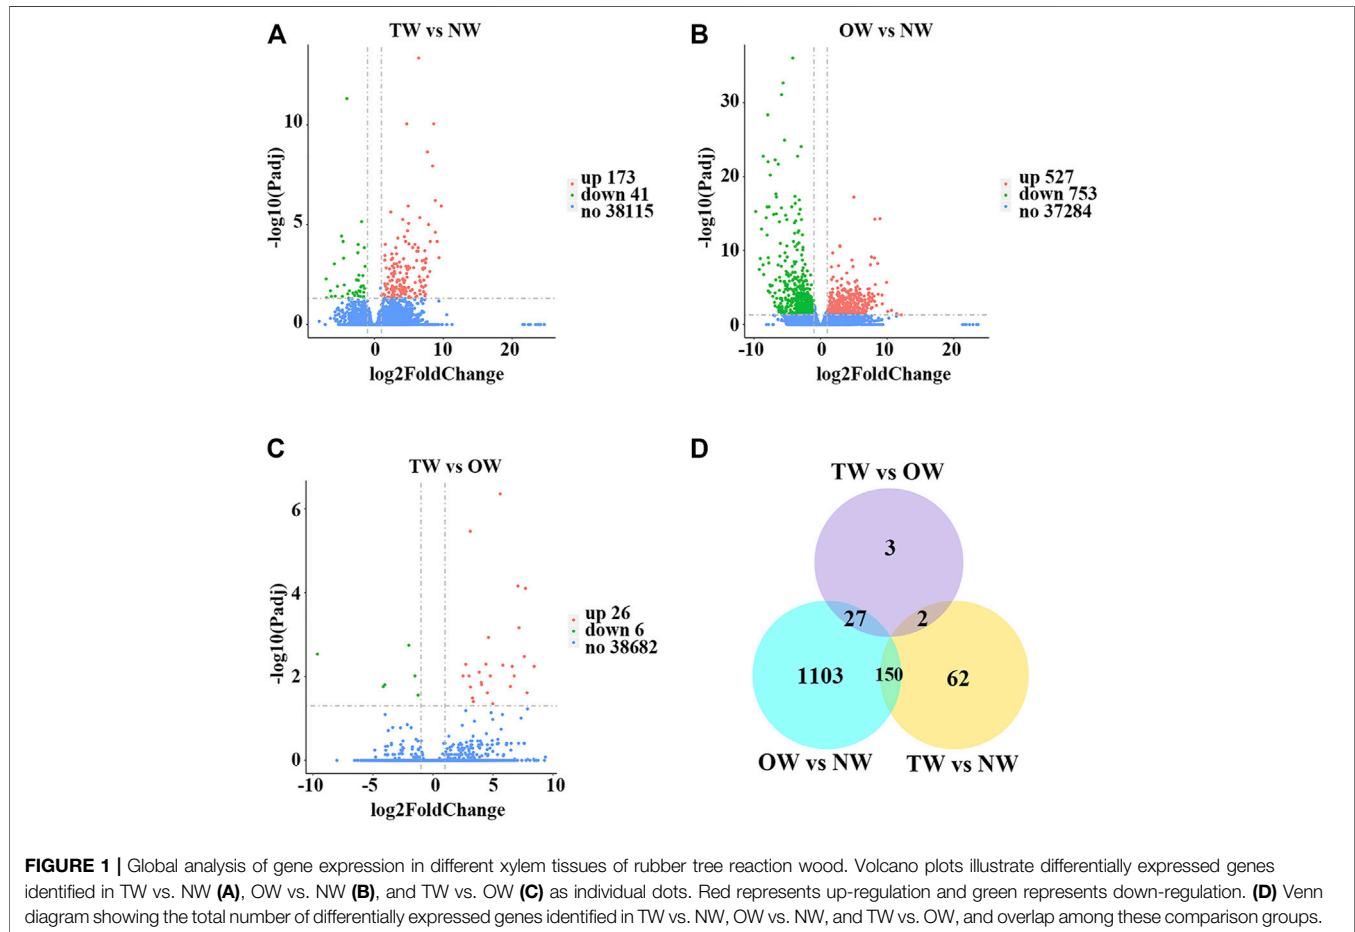 A
TW vs NW
-log10(Padj)
10
5
0
0
10
20
log2FoldChange
up 173
down 41
no 38115
B
OW vs NW
-log10(Padj)
30
20
10
0
-10
0
10
20
log2FoldChange
up 527
down 753
no 37284
C
TW vs OW
-log10(Padj)
6
4
2
0
-10
-5
0
5
10
log2FoldChange
up 26
down 6
no 38682
D
TW vs OW
3
27
2
1103
150
62
OW vs NW
TW vs NW
FIGURE 1 | Global analysis of gene expression in different xylem tissues of rubber tree reaction wood. Volcano plots illustrate differentially expressed genes
identified in TW vs. NW (A), OW vs. NW (B), and TW vs. OW (C) as individual dots. Red represents up-regulation and green represents down-regulation. (D) Venn
diagram showing the total number of differentially expressed genes identified in TW vs. NW, OW vs. NW, and TW vs. OW, and overlap among these comparison groups.